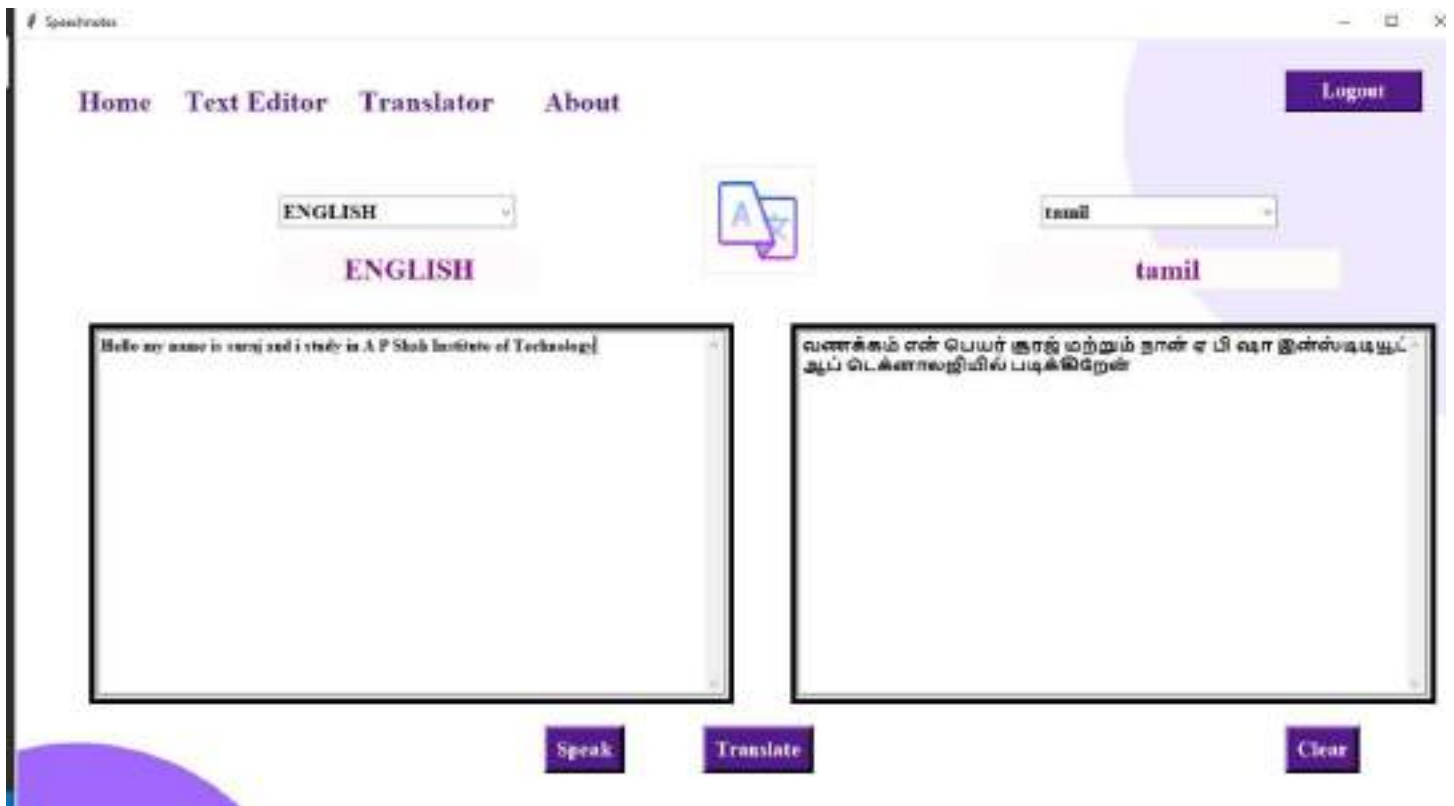 Speechnotes
Home Text Editor Translator About
Logout
ENGLISH
tamil
ENGLISH
tamil
Hello my name is suraj and i study in A P Shah Institute of Technology
வணக்கம் என் பெயர் சூரஜ் மற்றும் நான் ஏ பி ஷா இன்ஸ்டிடியூட்
ஆப் டெக்னாலஜியில் படிக்கிறேன்
Speak
Translate
Clear